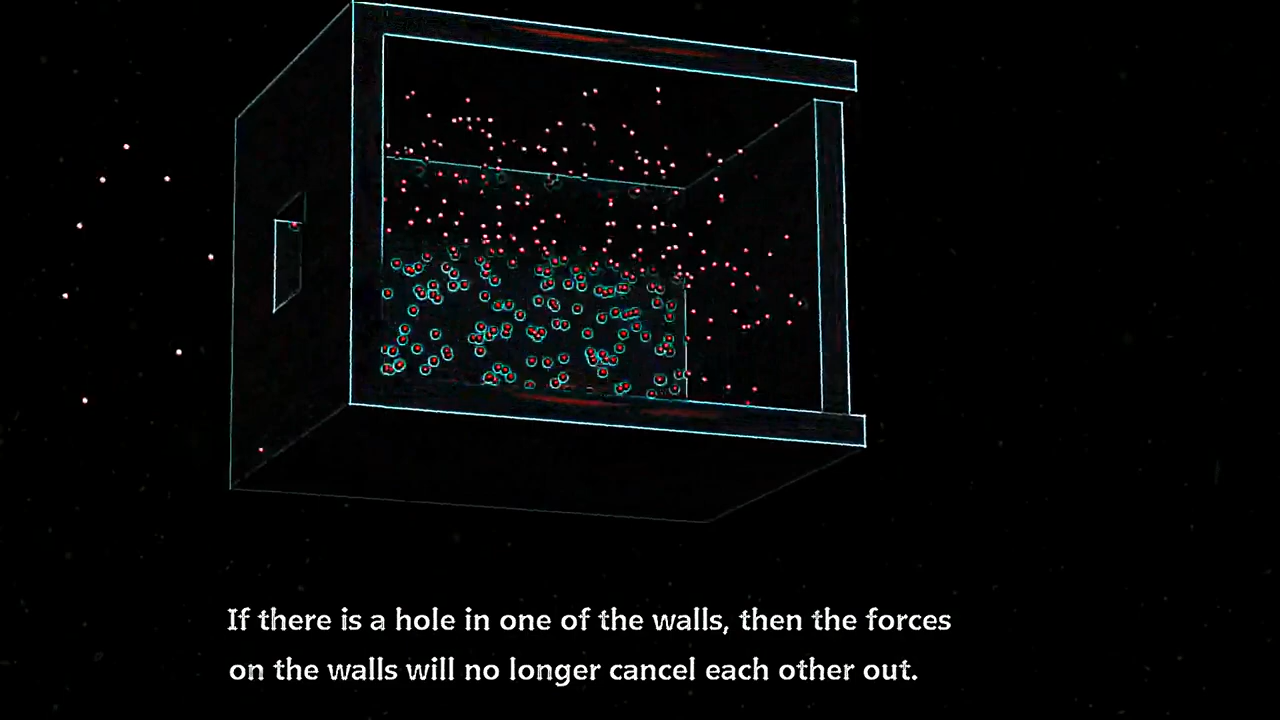 If there is a hole in one of the walls, then the forces
on the walls will no longer cancel each other out.